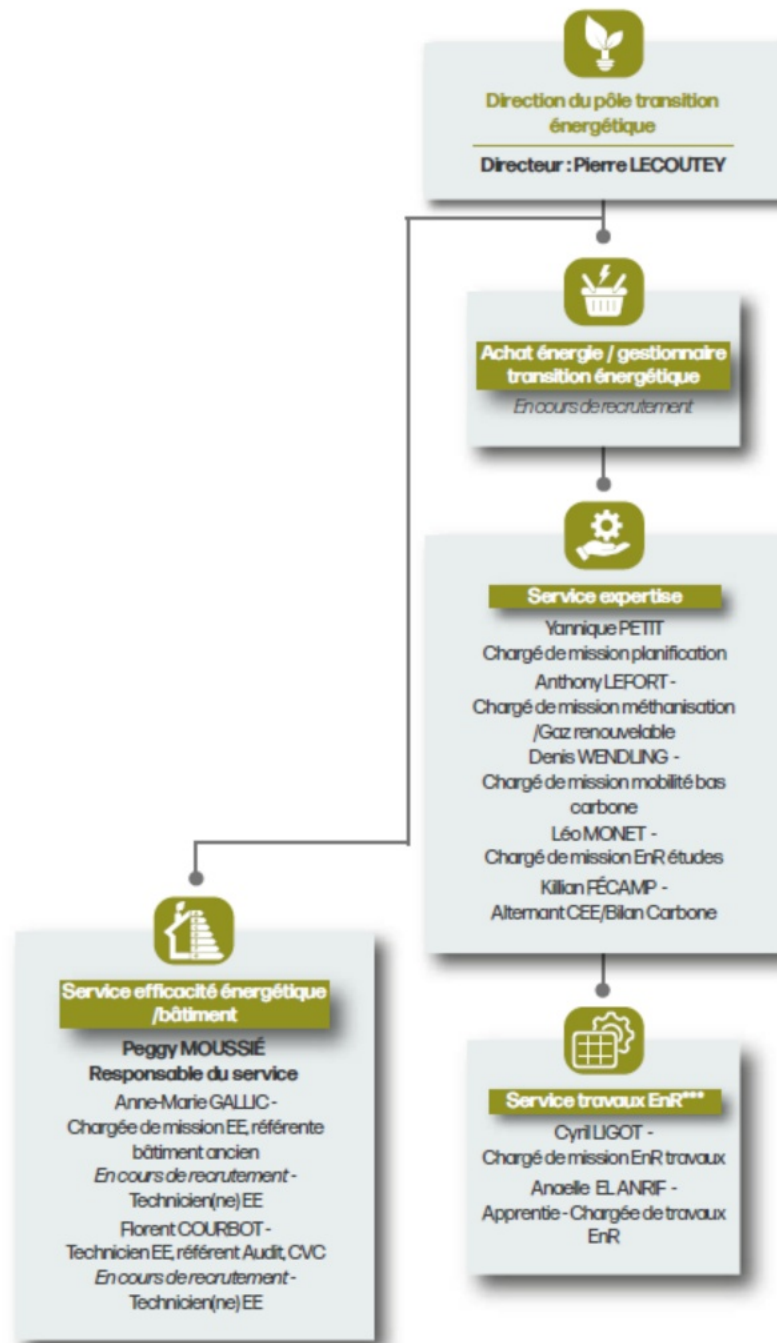 Direction du pôle transition
énergétique
Directeur : Pierre LECOUTEY
Achat énergie / gestionnaire
transition énergétique
En cours de recrutement
Service expertise
Yannique PETIT
Chargé de mission planification
Anthony LEFORT -
Chargé de mission méthanisation
/Gaz renouvelable
Denis WENDLING -
Chargé de mission mobilité bas
carbone
Léo MONET -
Chargé de mission EnR études
Killian FÉCAMP -
Alternant CEE/Bilan Carbone
Service efficacité énergétique
/bâtiment
Peggy MOUSSIÉ
Responsable du service
Anne-Marie GALLIC -
Chargée de mission EE, référente
bâtiment ancien
En cours de recrutement -
Technicien(ne) EE
Florent COURBOT -
Technicien EE, référent Audit, CVC
En cours de recrutement -
Technicien(ne) EE
Service travaux EnR***
Cyril LIGOT -
Chargé de mission EnR travaux
Anaelle EL ANRIF -
Apprentie - Chargée de travaux
EnR